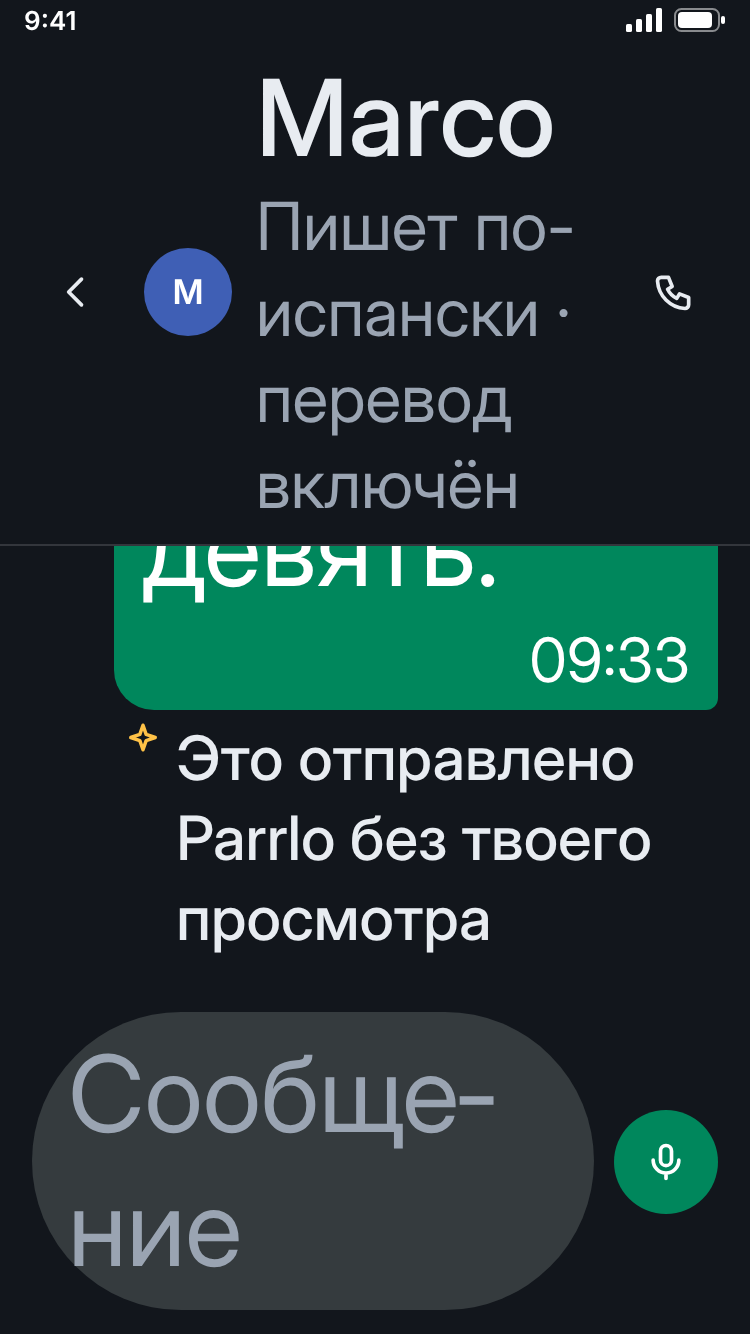 9:41
Marco
Пишет по-
испански ·
перевод
включён
M
девять.
09:33
Это отправлено
Parrlo без твоего
просмотра
Сообще-
ние